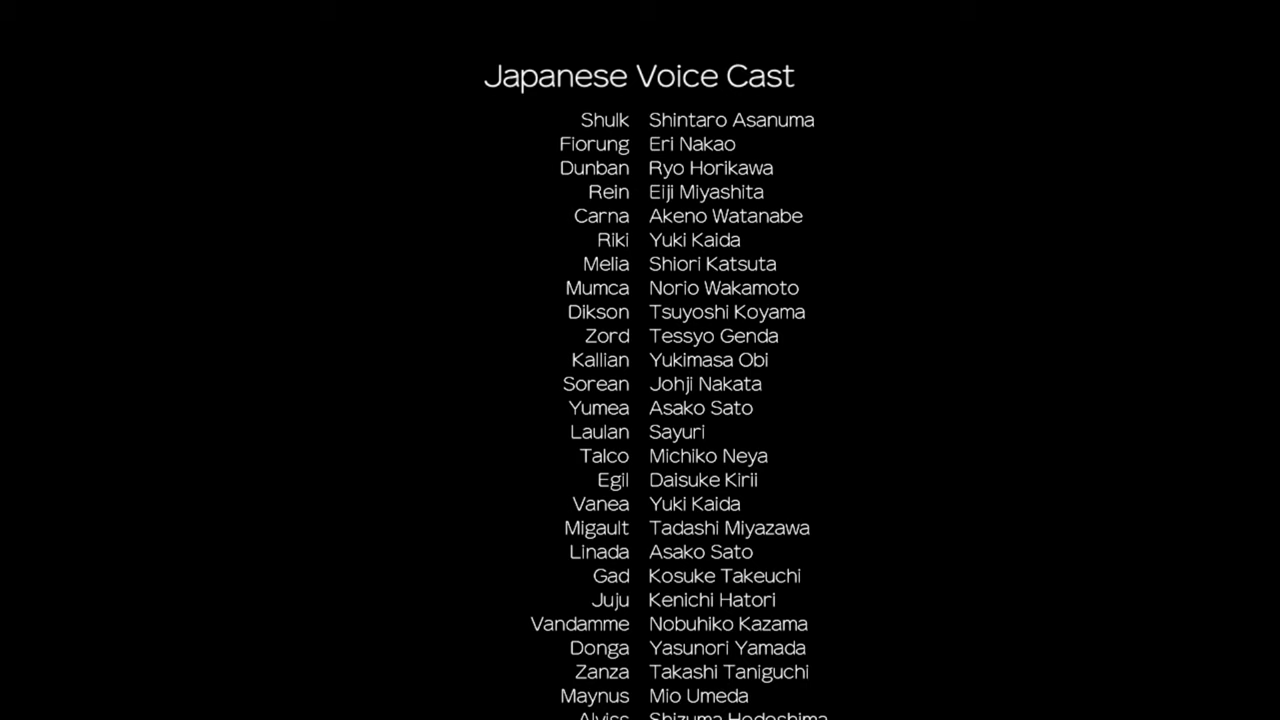 Japanese Voice Cast
Shulk Shintaro Asanuma
Fiorung Eri Nakao
Dunban Ryo Horikawa
Rein Eiji Miyashita
Carna Akeno Watanabe
Riki Yuki Kaida
Melia Shiori Katsuta
Mumca Norio Wakamoto
Dikson Tsuyoshi Koyama
Zord Tessyo Genda
Kallian Yukimasa Obi
Sorean Johji Nakata
Yumea Asako Sato
Laulan Sayuri
Talco Michiko Neya
Egil Daisuke Kirii
Vanea Yuki Kaida
Migault Tadashi Miyazawa
Linada Asako Sato
Gad Kosuke Takeuchi
Juju Kenichi Hatori
Vandamme Nobuhiko Kazama
Donga Yasunori Yamada
Zanza Takashi Taniguchi
Maynus Mio Umeda
Alviss Shizuma Hodoshima